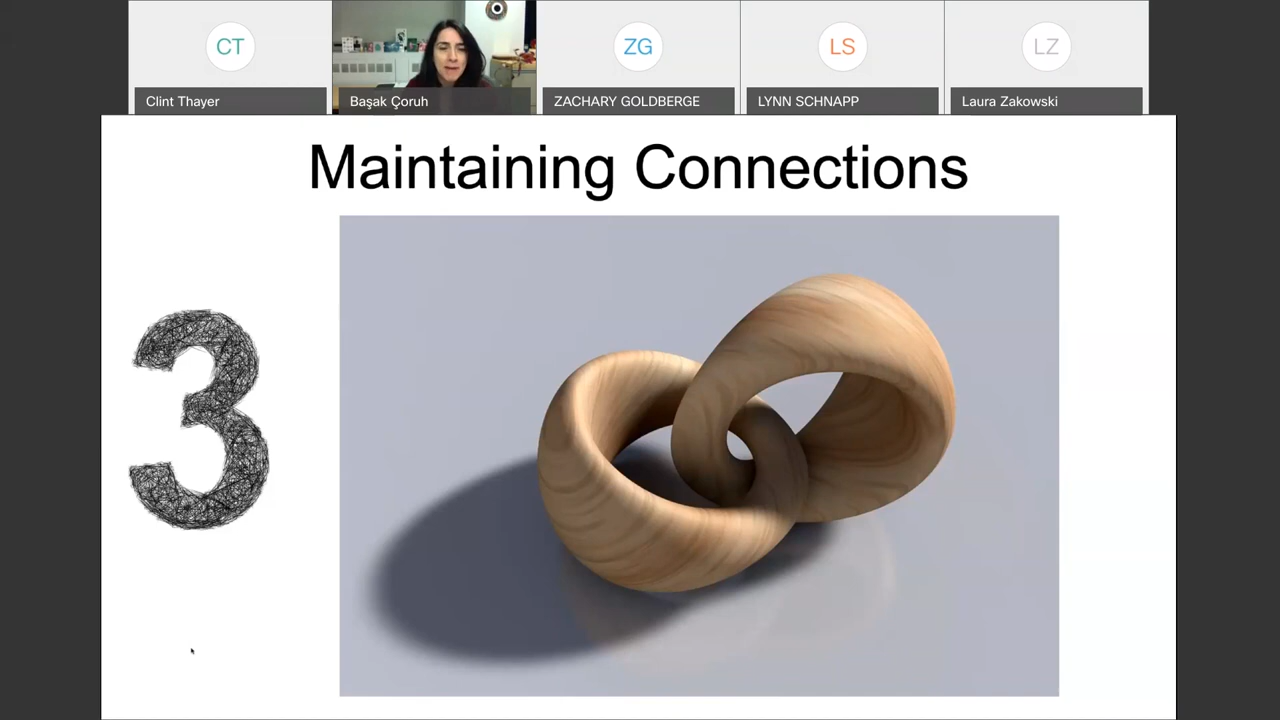 CT
ZG
LS
LZ
Clint Thayer
Başak Çoruh
ZACHARY GOLDBERGE
LYNN SCHNAPP
Laura Zakowski
Maintaining Connections
3